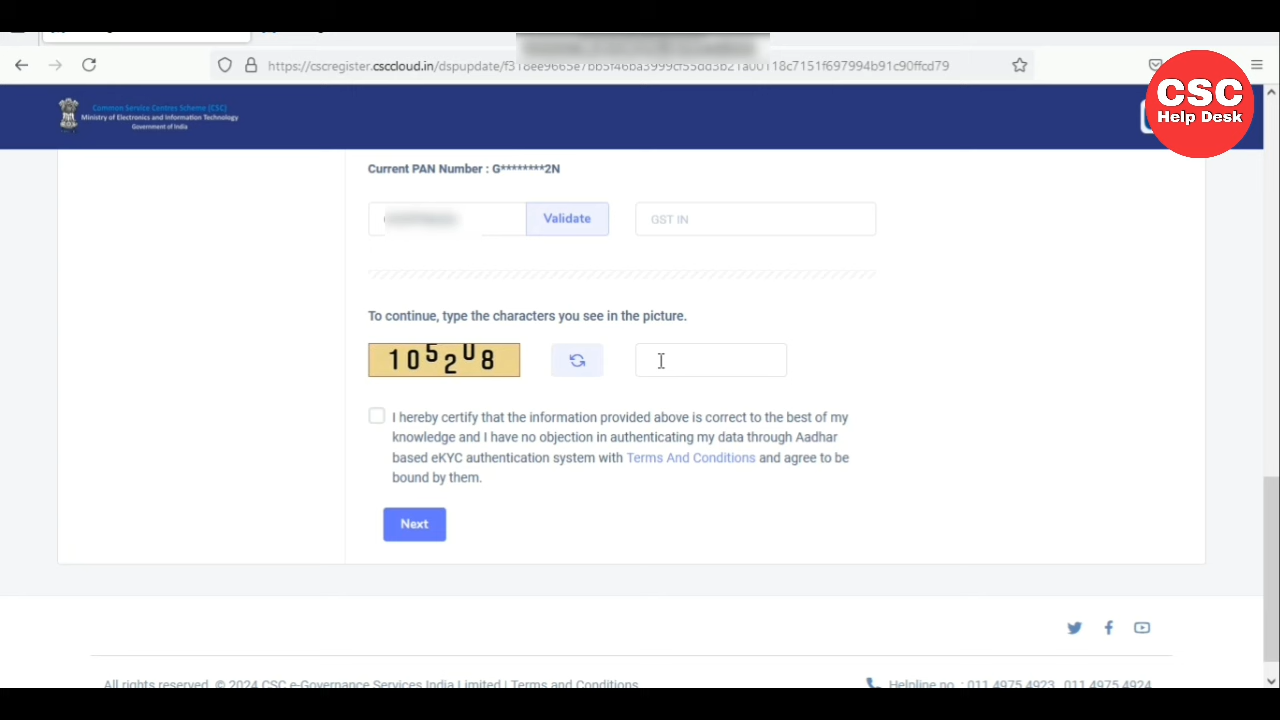 https://cscregister.csccloud.in/dspupdate/f318ee9665e7bb5f46ba3999cf55dd3b21a00118c7151f697994b91c90ffcd79
CSC
Help Desk
Common Service Centres Scheme (CSC)
Ministry of Electronics and Information Technology
Government of India
Current PAN Number : G********2N
Validate
GST IN
To continue, type the characters you see in the picture.
105208
I hereby certify that the information provided above is correct to the best of my
knowledge and I have no objection in authenticating my data through Aadhar
based eKYC authentication system with Terms And Conditions and agree to be
bound by them.
Next
All rights reserved. © 2024 CSC e-Governance Services India Limited | Terms and Conditions
Helpline no. : 011 4975 4923 , 011 4975 4924